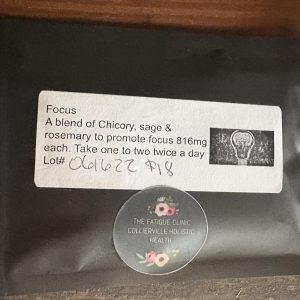 Focus
A blend of Chicory, sage &
rosemary to promote focus 816mg
each. Take one to two twice a day
Lot# 061622 $18
THE FATIGUE CLINIC
COLLIERVILLE HOLISTIC
HEALTH